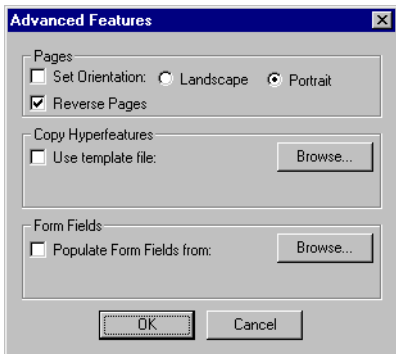 Advanced Features
Pages
Set Orientation: Landscape Portrait
Reverse Pages
Copy Hyperfeatures
Use template file: Browse...
Form Fields
Populate Form Fields from: Browse...
OK Cancel